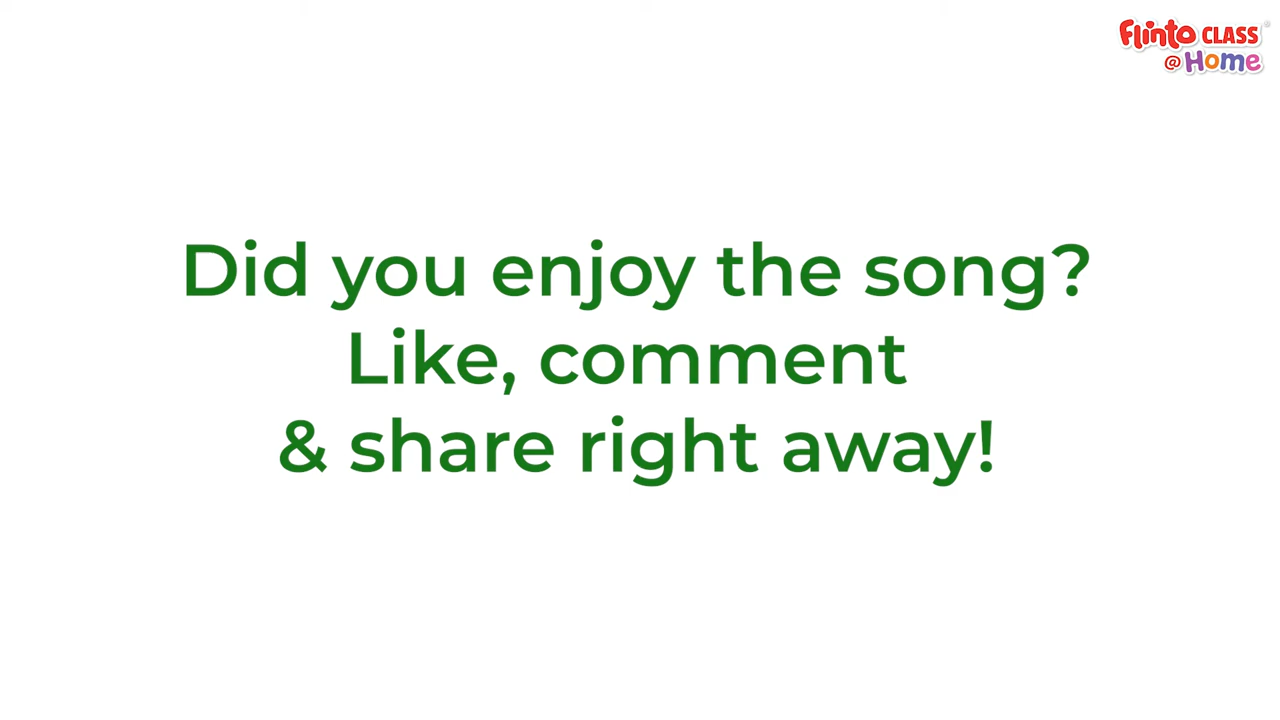 Flinto CLASS®
@Home
Did you enjoy the song?
Like, comment
& share right away!